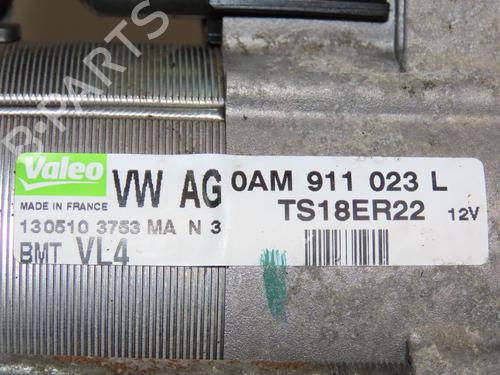 B-PARTS
Valeo VW AG 0AM 911 023 L
MADE IN FRANCE TS18ER22 12V
130510 3753 MA N 3
BMT VL4